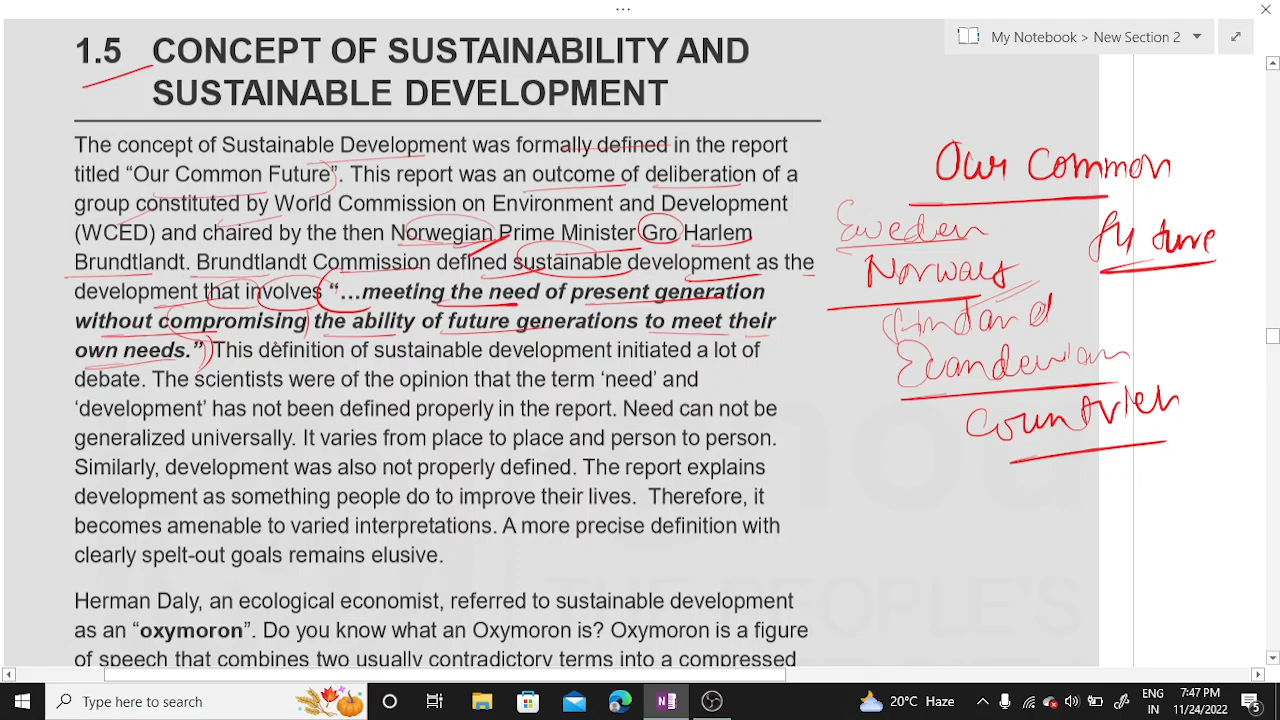 My Notebook > New Section 2
1.5 CONCEPT OF SUSTAINABILITY AND
SUSTAINABLE DEVELOPMENT
The concept of Sustainable Development was formally defined in the report
titled “Our Common Future”. This report was an outcome of deliberation of a
group constituted by World Commission on Environment and Development
(WCED) and chaired by the then Norwegian Prime Minister Gro Harlem
Brundtlandt. Brundtlandt Commission defined sustainable development as the
development that involves “…meeting the need of present generation
without compromising the ability of future generations to meet their
own needs.” This definition of sustainable development initiated a lot of
debate. The scientists were of the opinion that the term ‘need’ and
‘development’ has not been defined properly in the report. Need can not be
generalized universally. It varies from place to place and person to person.
Similarly, development was also not properly defined. The report explains
development as something people do to improve their lives. Therefore, it
becomes amenable to varied interpretations. A more precise definition with
clearly spelt-out goals remains elusive.
Herman Daly, an ecological economist, referred to sustainable development
as an “oxymoron”. Do you know what an Oxymoron is? Oxymoron is a figure
of speech that combines two usually contradictory terms into a compressed
Our Common
Future
Sweden
Norway
THE PEOPLE'S
Type here to search
20°C Haze
ENG
IN
7:47 PM
11/24/2022
5